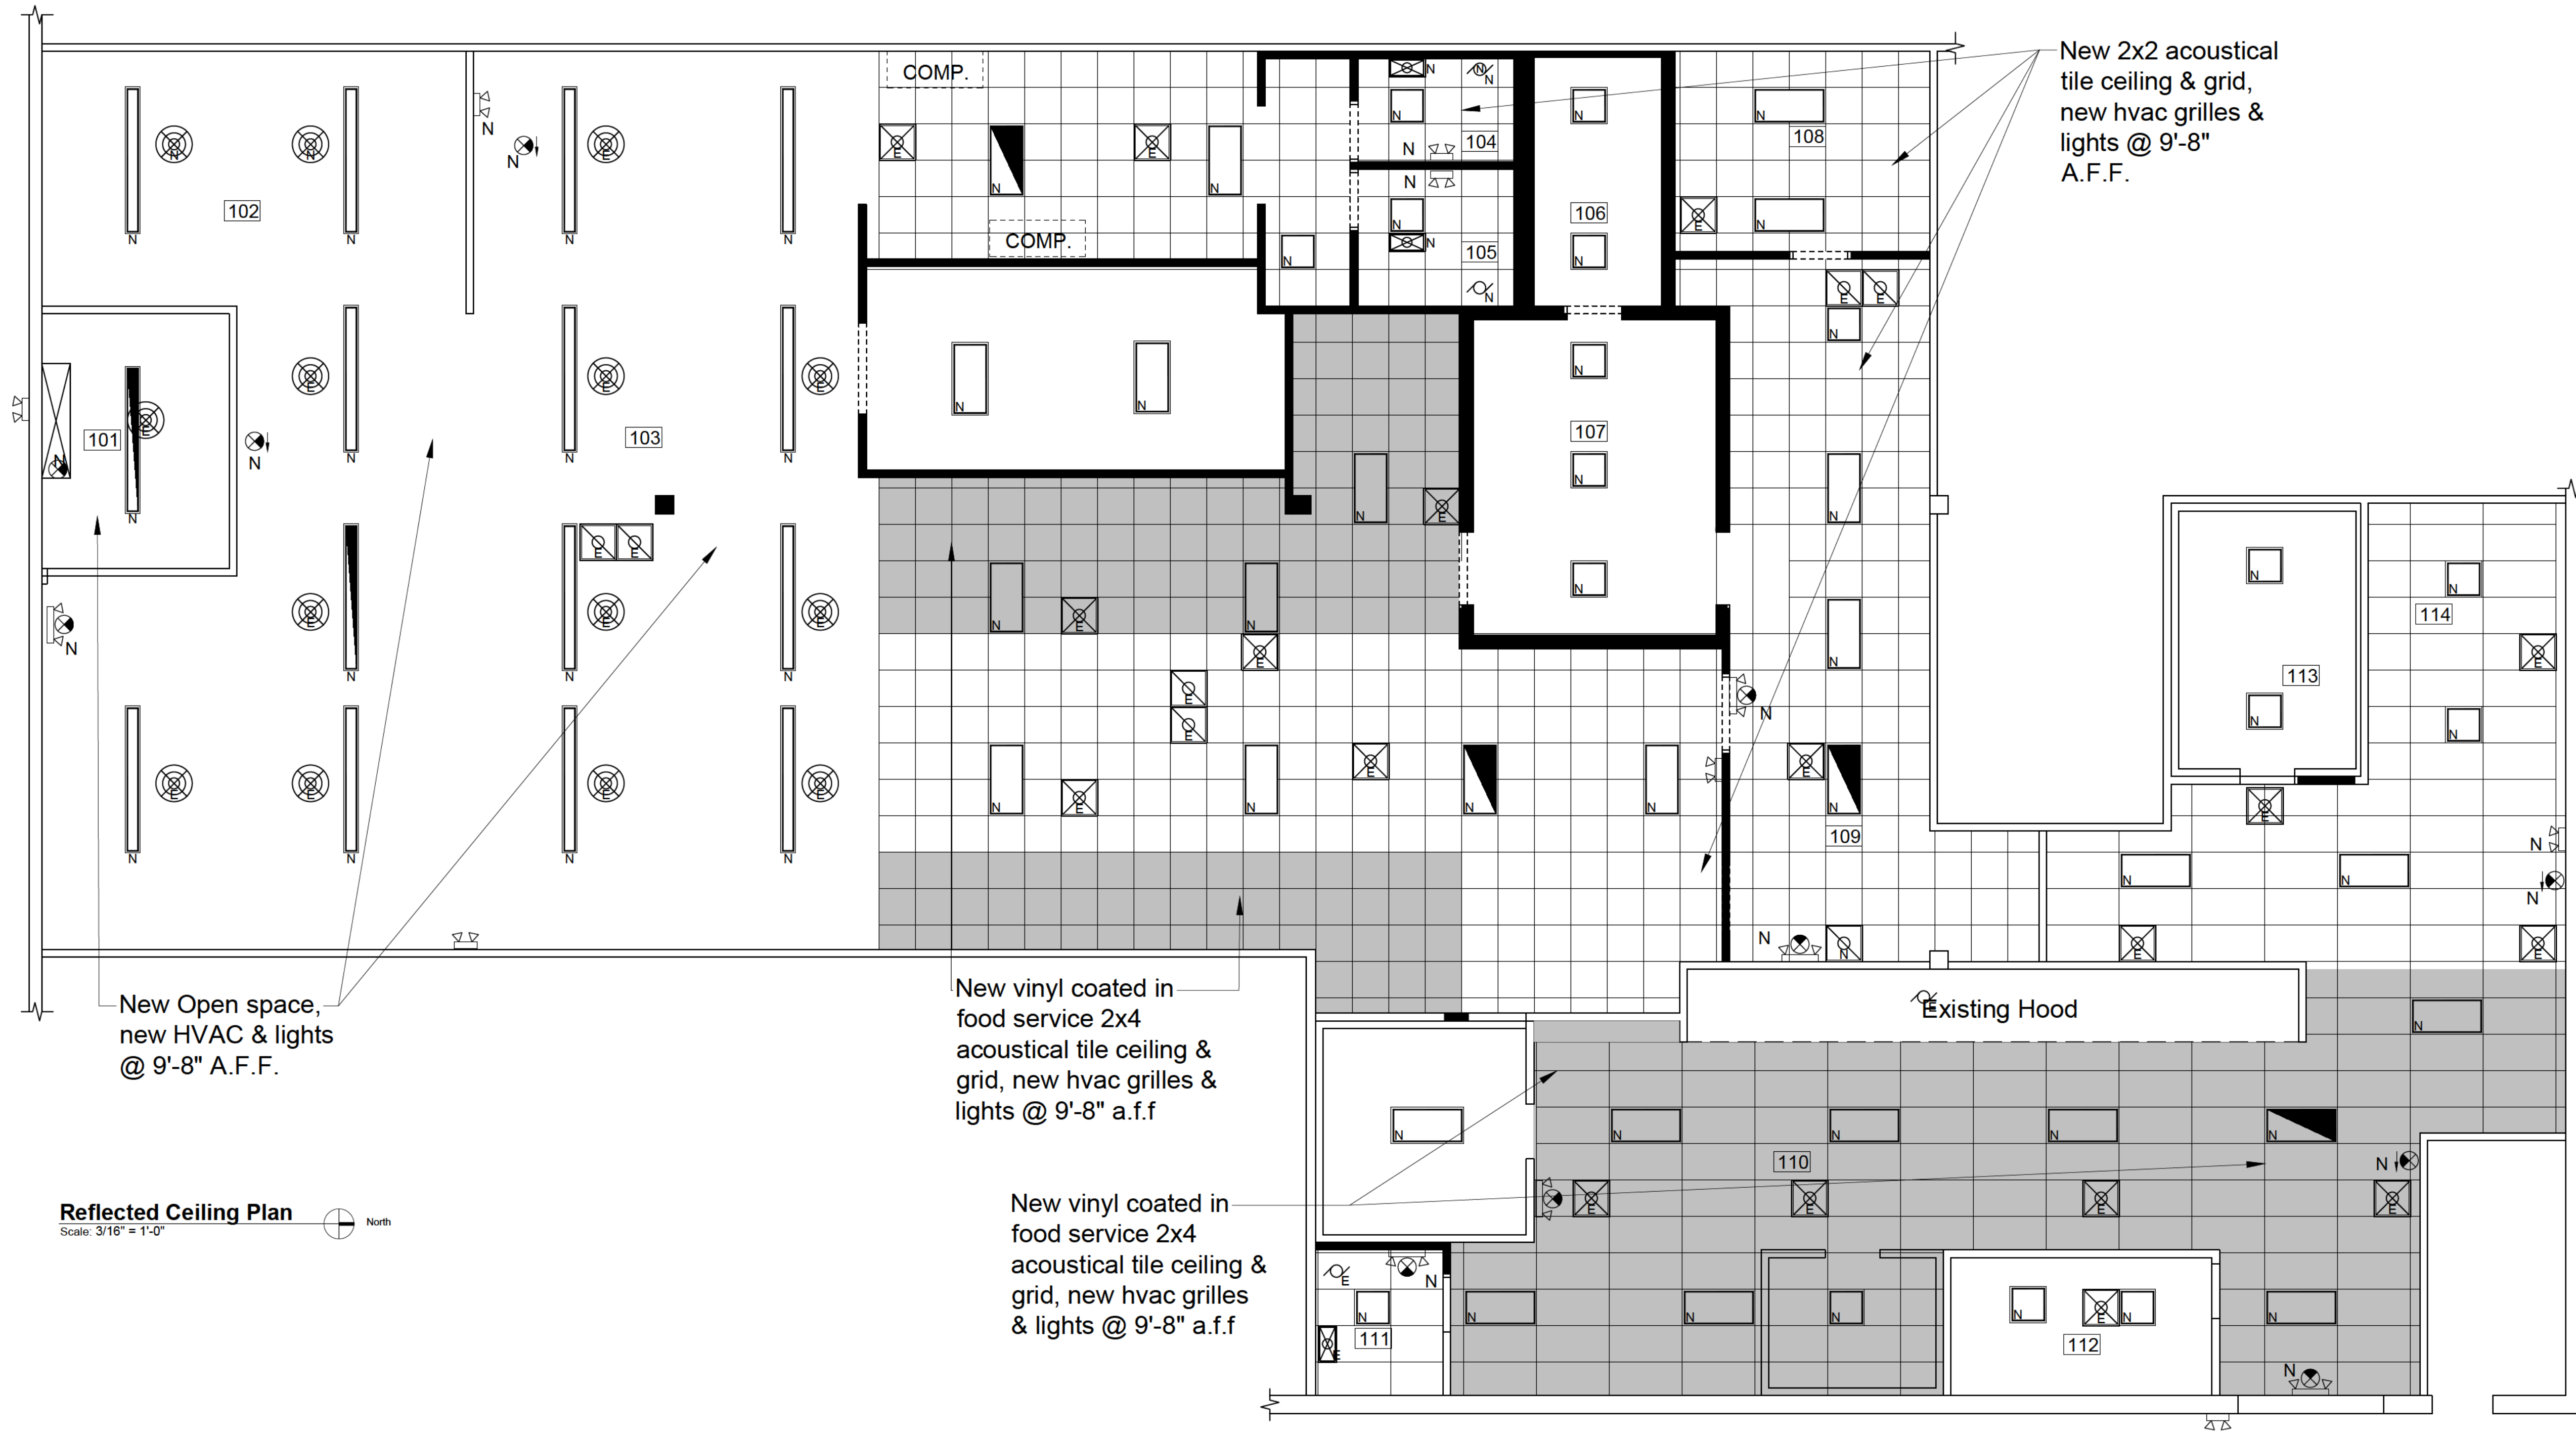 New 2x2 acoustical
tile ceiling & grid,
new hvac grilles &
lights @ 9'-8"
A.F.F.
COMP.
COMP.
102
104
108
106
105
101
103
107
114
113
109
Existing Hood
110
111
112
New Open space,
new HVAC & lights
@ 9'-8" A.F.F.
New vinyl coated in
food service 2x4
acoustical tile ceiling &
grid, new hvac grilles &
lights @ 9'-8" a.f.f
New vinyl coated in
food service 2x4
acoustical tile ceiling &
grid, new hvac grilles
& lights @ 9'-8" a.f.f
Reflected Ceiling Plan
Scale: 3/16" = 1'-0"
North
N
E